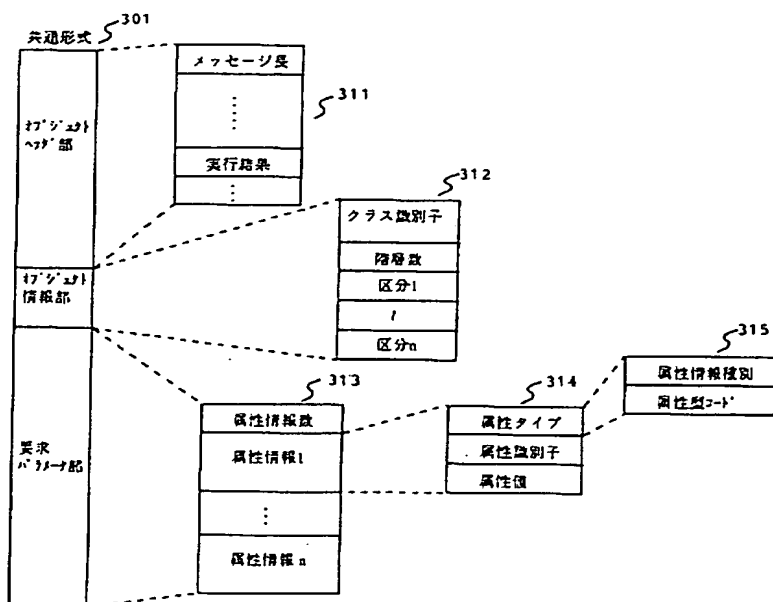 共通形式
301
オブジェクト
ヘッダ部
オブジェクト
情報部
要求
パラメータ部
メッセージ長
⋮
実行結果
⋮
311
312
クラス識別子
階層数
区分1
≀
区分n
313
属性情報数
属性情報1
⋮
属性情報n
314
属性タイプ
属性識別子
属性値
315
属性情報種別
属性型コード